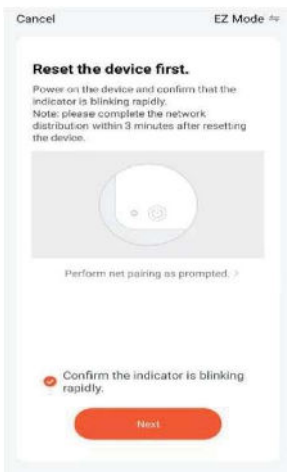 Cancel
EZ Mode
Reset the device first.
Power on the device and confirm that the
indicator is blinking rapidly.
Note: please complete the network
distribution within 3 minutes after resetting
the device.
Perform net pairing as prompted. >
Confirm the indicator is blinking
rapidly.
Next